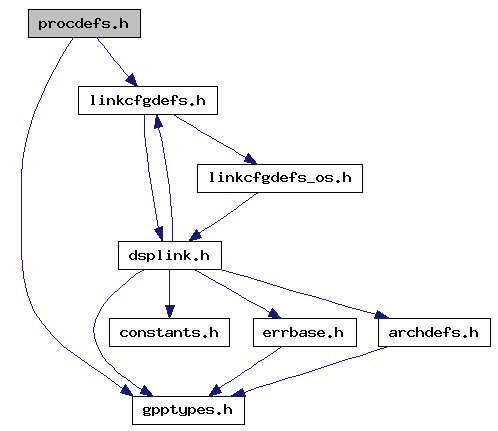 procdefs.h
linkcfgdefs.h
linkcfgdefs_os.h
dsplink.h
constants.h
errbase.h
archdefs.h
gpptypes.h